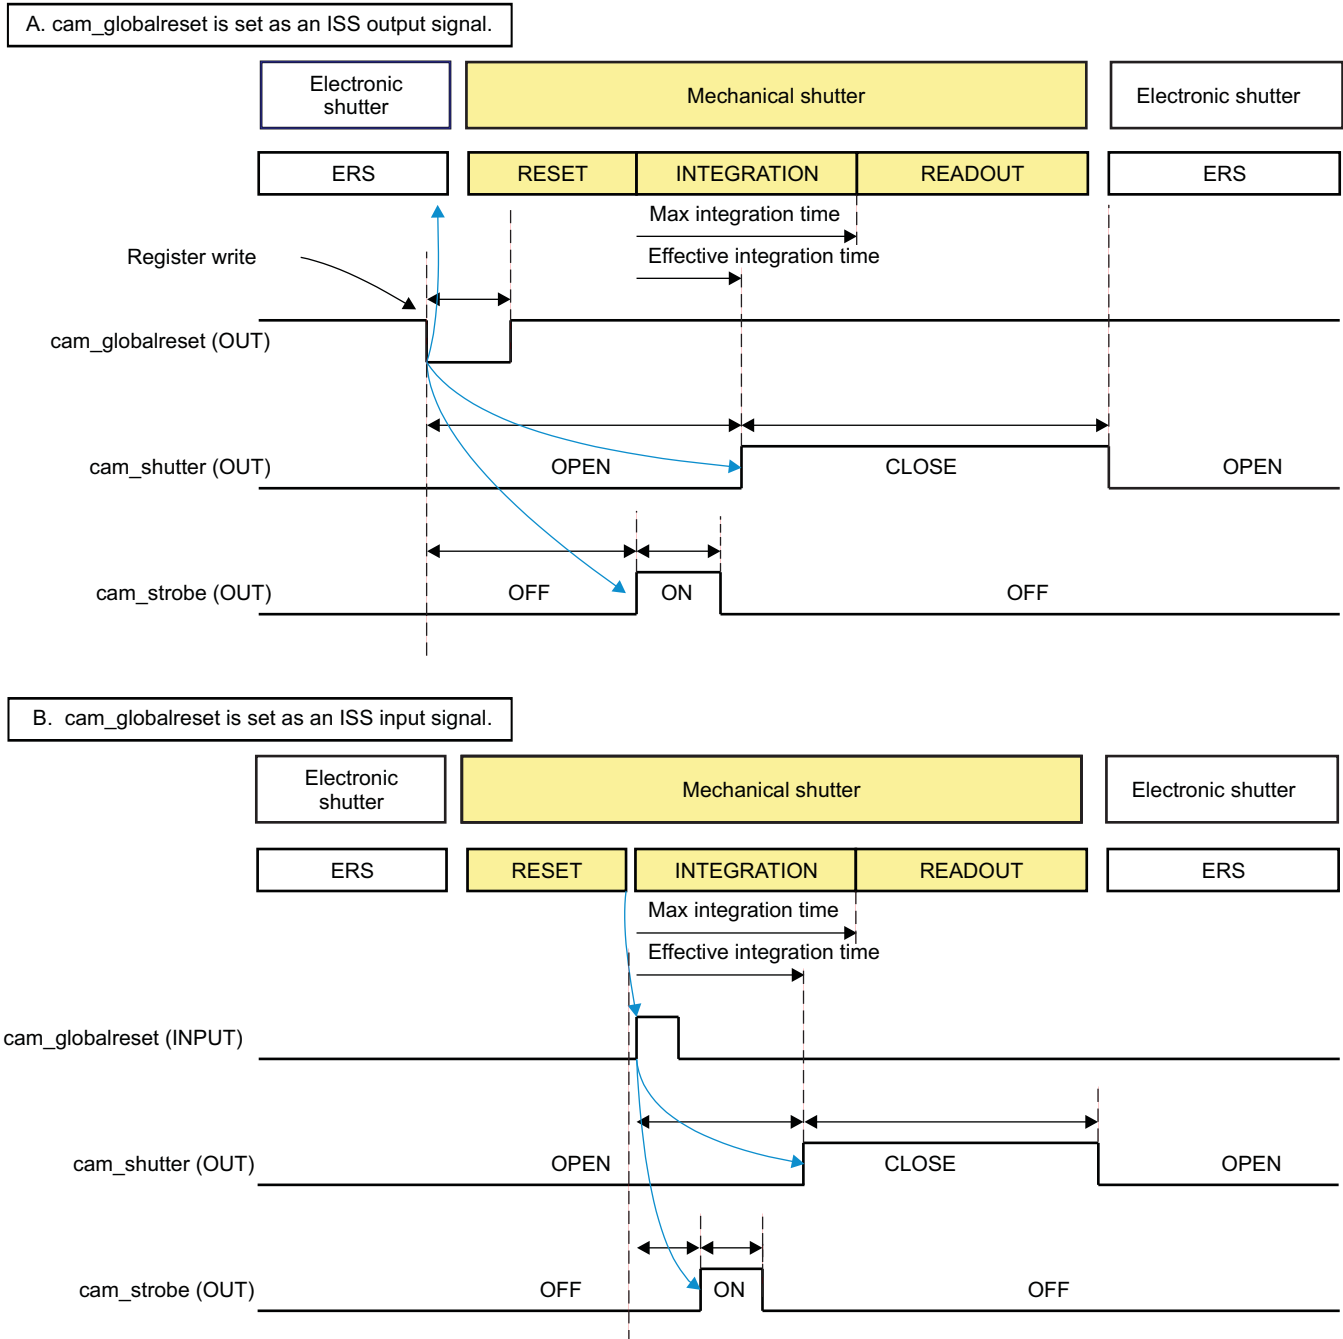 A. cam_globalreset is set as an ISS output signal.
Electronic
shutter
Mechanical shutter
Electronic shutter
ERS
RESET
INTEGRATION
READOUT
ERS
Max integration time
Effective integration time
Register write
cam_globalreset (OUT)
cam_shutter (OUT)
OPEN
CLOSE
OPEN
cam_strobe (OUT)
OFF
ON
OFF
B. cam_globalreset is set as an ISS input signal.
Electronic
shutter
Mechanical shutter
Electronic shutter
ERS
RESET
INTEGRATION
READOUT
ERS
Max integration time
Effective integration time
cam_globalreset (INPUT)
cam_shutter (OUT)
OPEN
CLOSE
OPEN
cam_strobe (OUT)
OFF
ON
OFF